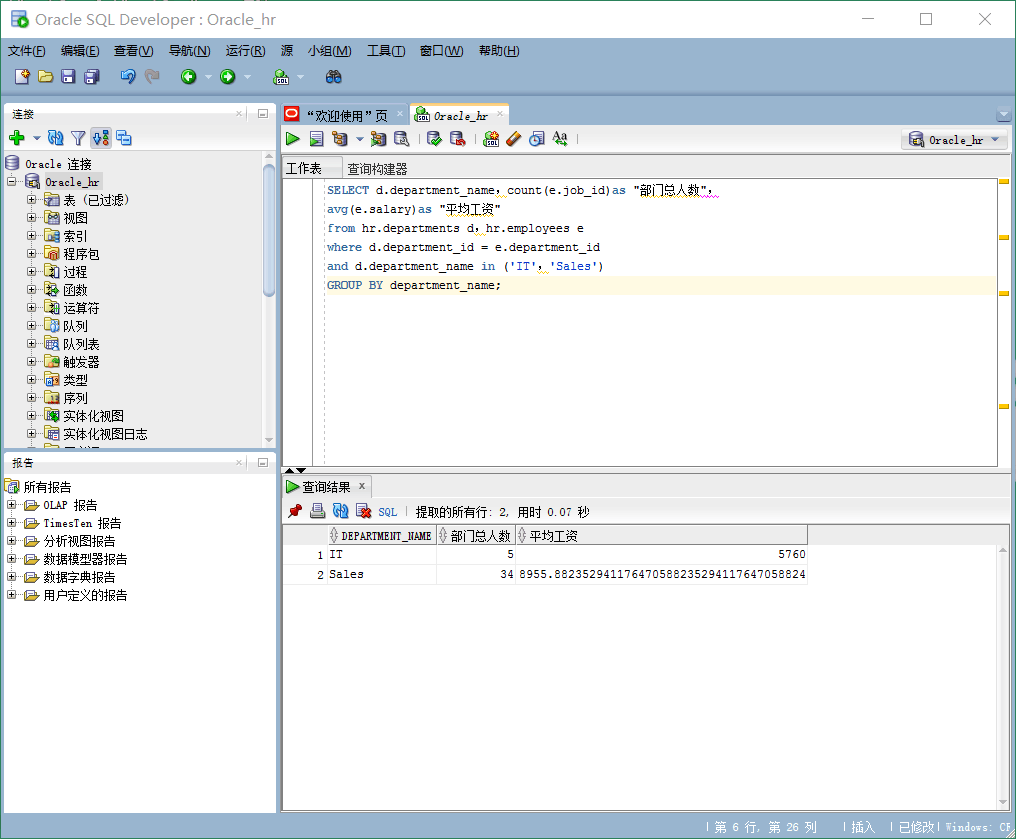 Oracle SQL Developer : Oracle_hr
文件(F) 编辑(E) 查看(V) 导航(N) 运行(R) 源 小组(M) 工具(T) 窗口(W) 帮助(H)
连接
Oracle 连接
Oracle_hr
表 (已过滤)
视图
索引
程序包
过程
函数
运算符
队列
队列表
触发器
类型
序列
实体化视图
实体化视图日志
报告
所有报告
OLAP 报告
TimesTen 报告
分析视图报告
数据模型器报告
数据字典报告
用户定义的报告
“欢迎使用”页 Oracle_hr
Oracle_hr
工作表 查询构建器
SELECT d.department_name，count(e.job_id)as "部门总人数"，
avg(e.salary)as "平均工资"
from hr.departments d，hr.employees e
where d.department_id = e.department_id
and d.department_name in ('IT'，'Sales')
GROUP BY department_name;
查询结果
SQL 提取的所有行: 2, 用时 0.07 秒
DEPARTMENT_NAME 部门总人数 平均工资
1 IT 5 5760
2 Sales 34 8955.88235294117647058823529411764705882​4
第 6 行, 第 26 列 插入 已修改 Windows: CR